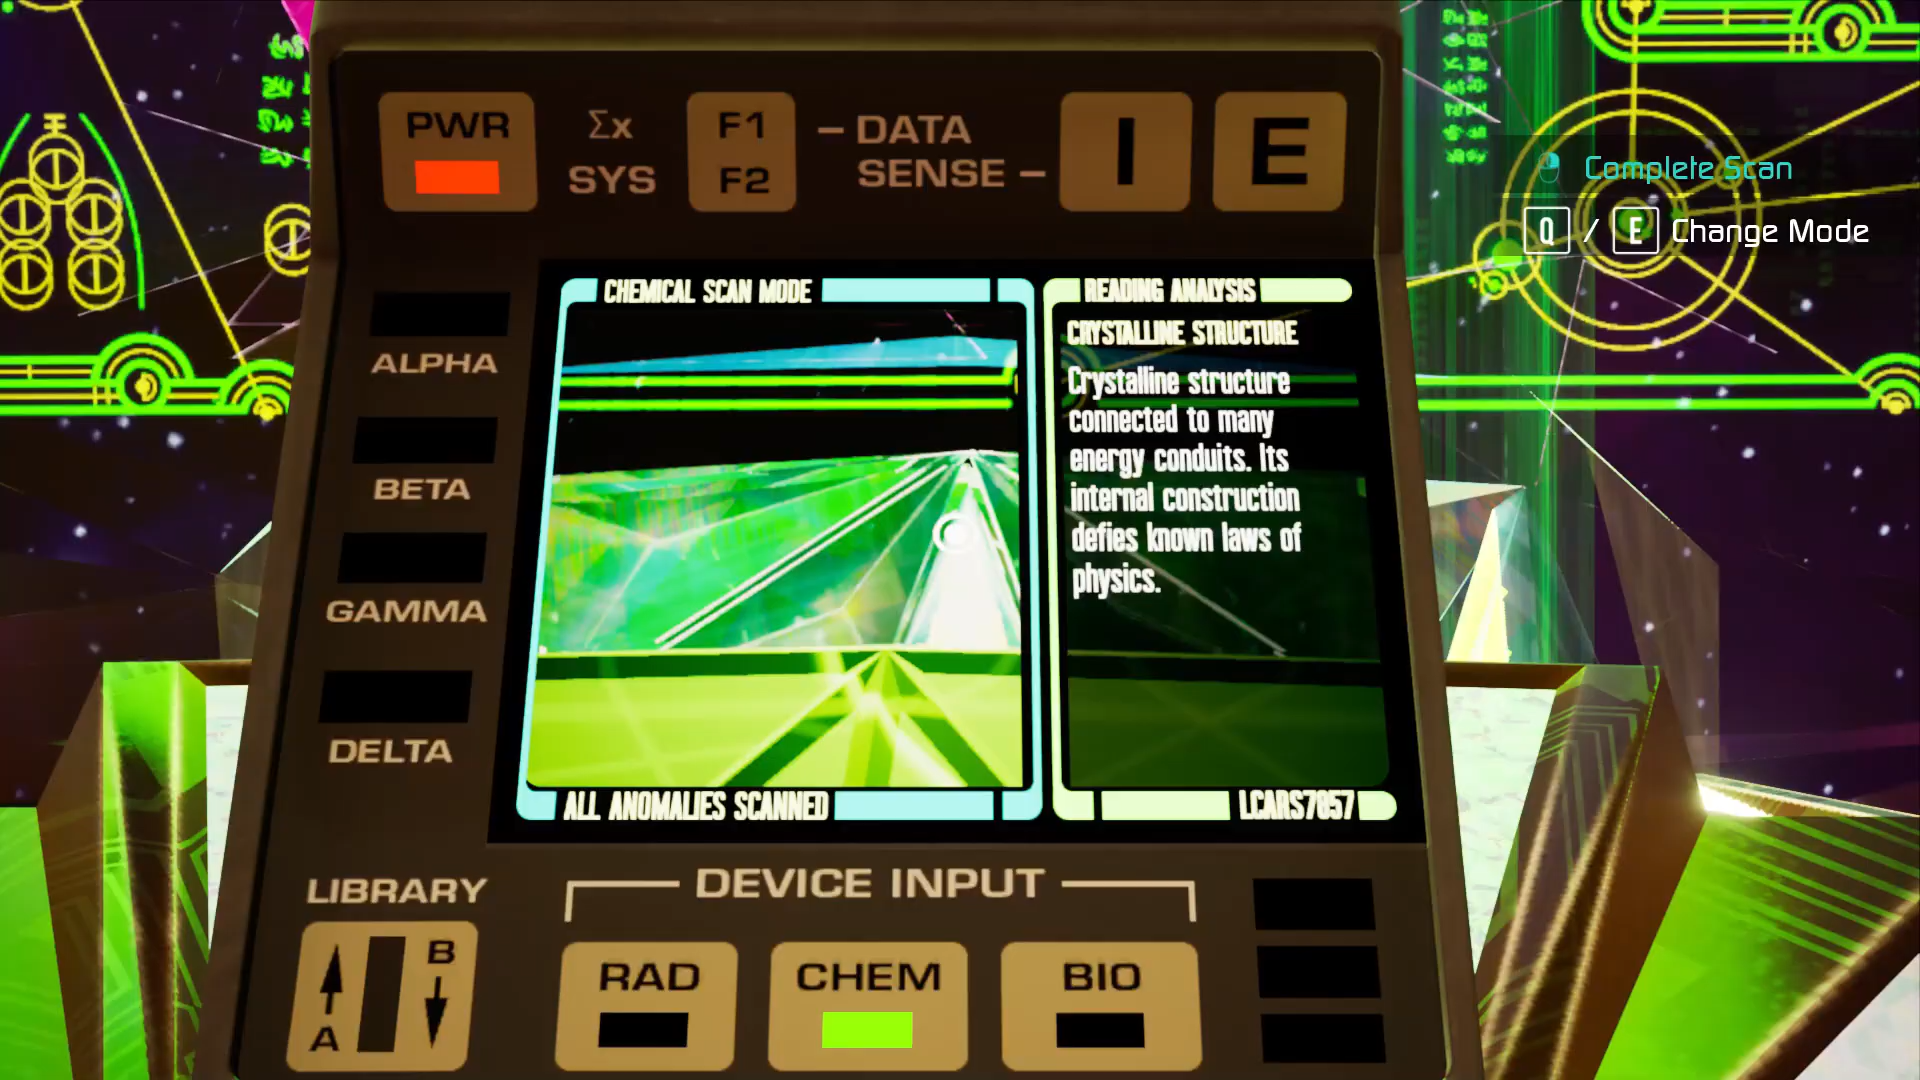 PWR
Σx
SYS
F1
F2
– DATA
SENSE –
I
E
Complete Scan
Q / E Change Mode
CHEMICAL SCAN MODE
READING ANALYSIS
CRYSTALLINE STRUCTURE
Crystalline structure
connected to many
energy conduits. Its
internal construction
defies known laws of
physics.
ALPHA
BETA
GAMMA
DELTA
ALL ANOMALIES SCANNED
LCARS7857
LIBRARY
A
B
DEVICE INPUT
RAD
CHEM
BIO